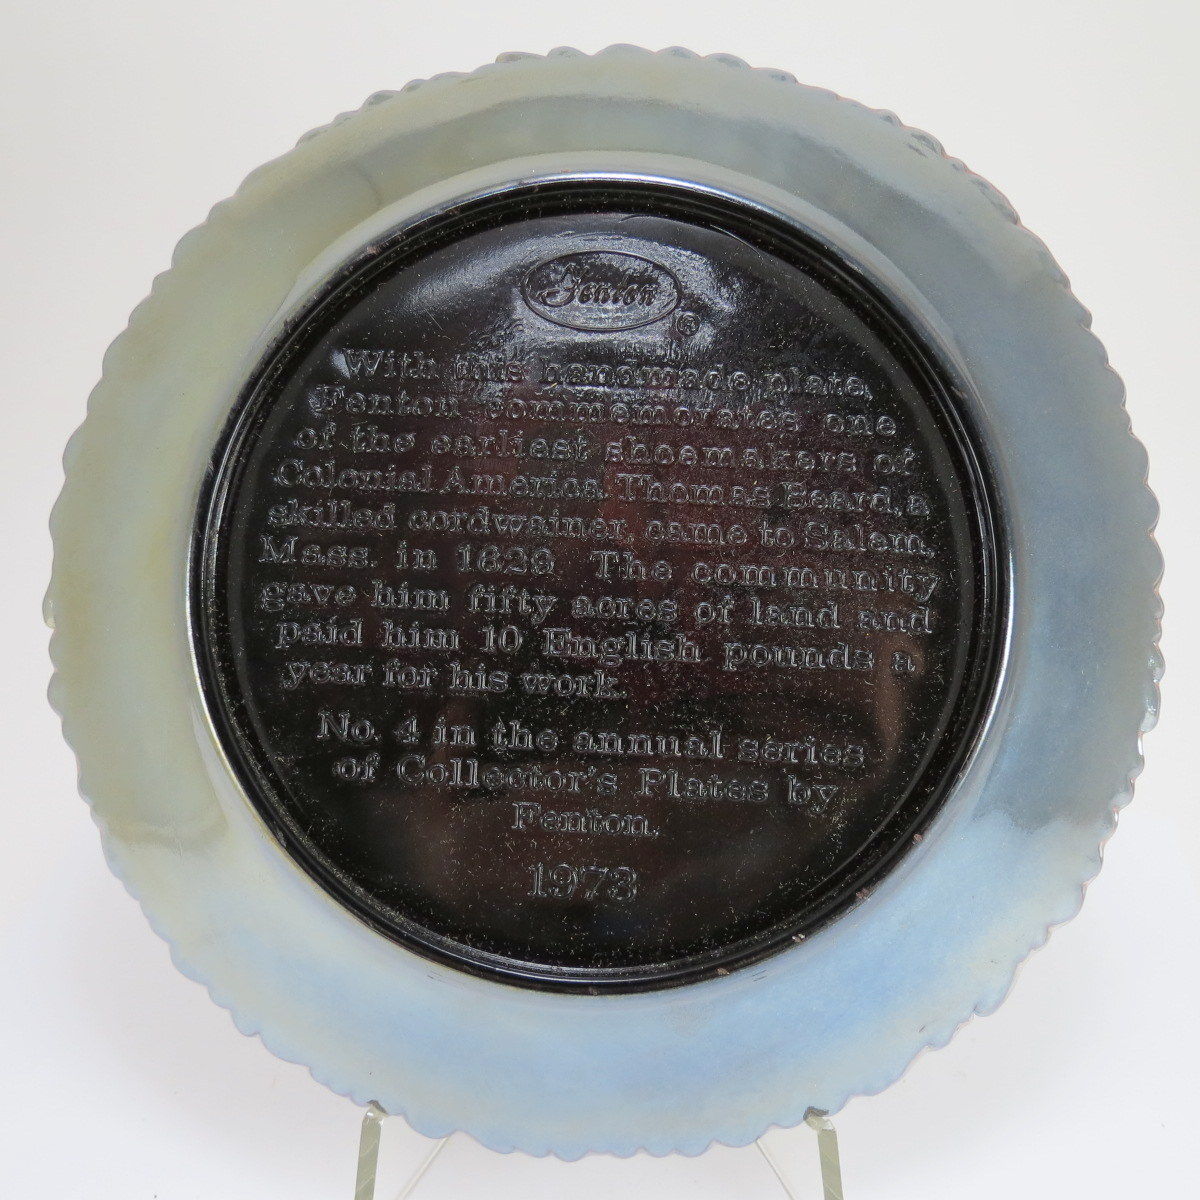 Fenton ®
With this handmade plate
Fenton commemorates one
of the earliest shoemakers of
Colonial America. Thomas Beard, a
skilled cordwainer, came to Salem,
Mass. in 1629. The community
gave him fifty acres of land and
paid him 10 English pounds a
year for his work.
No. 4 in the annual series
of Collector's Plates by
Fenton.
1973